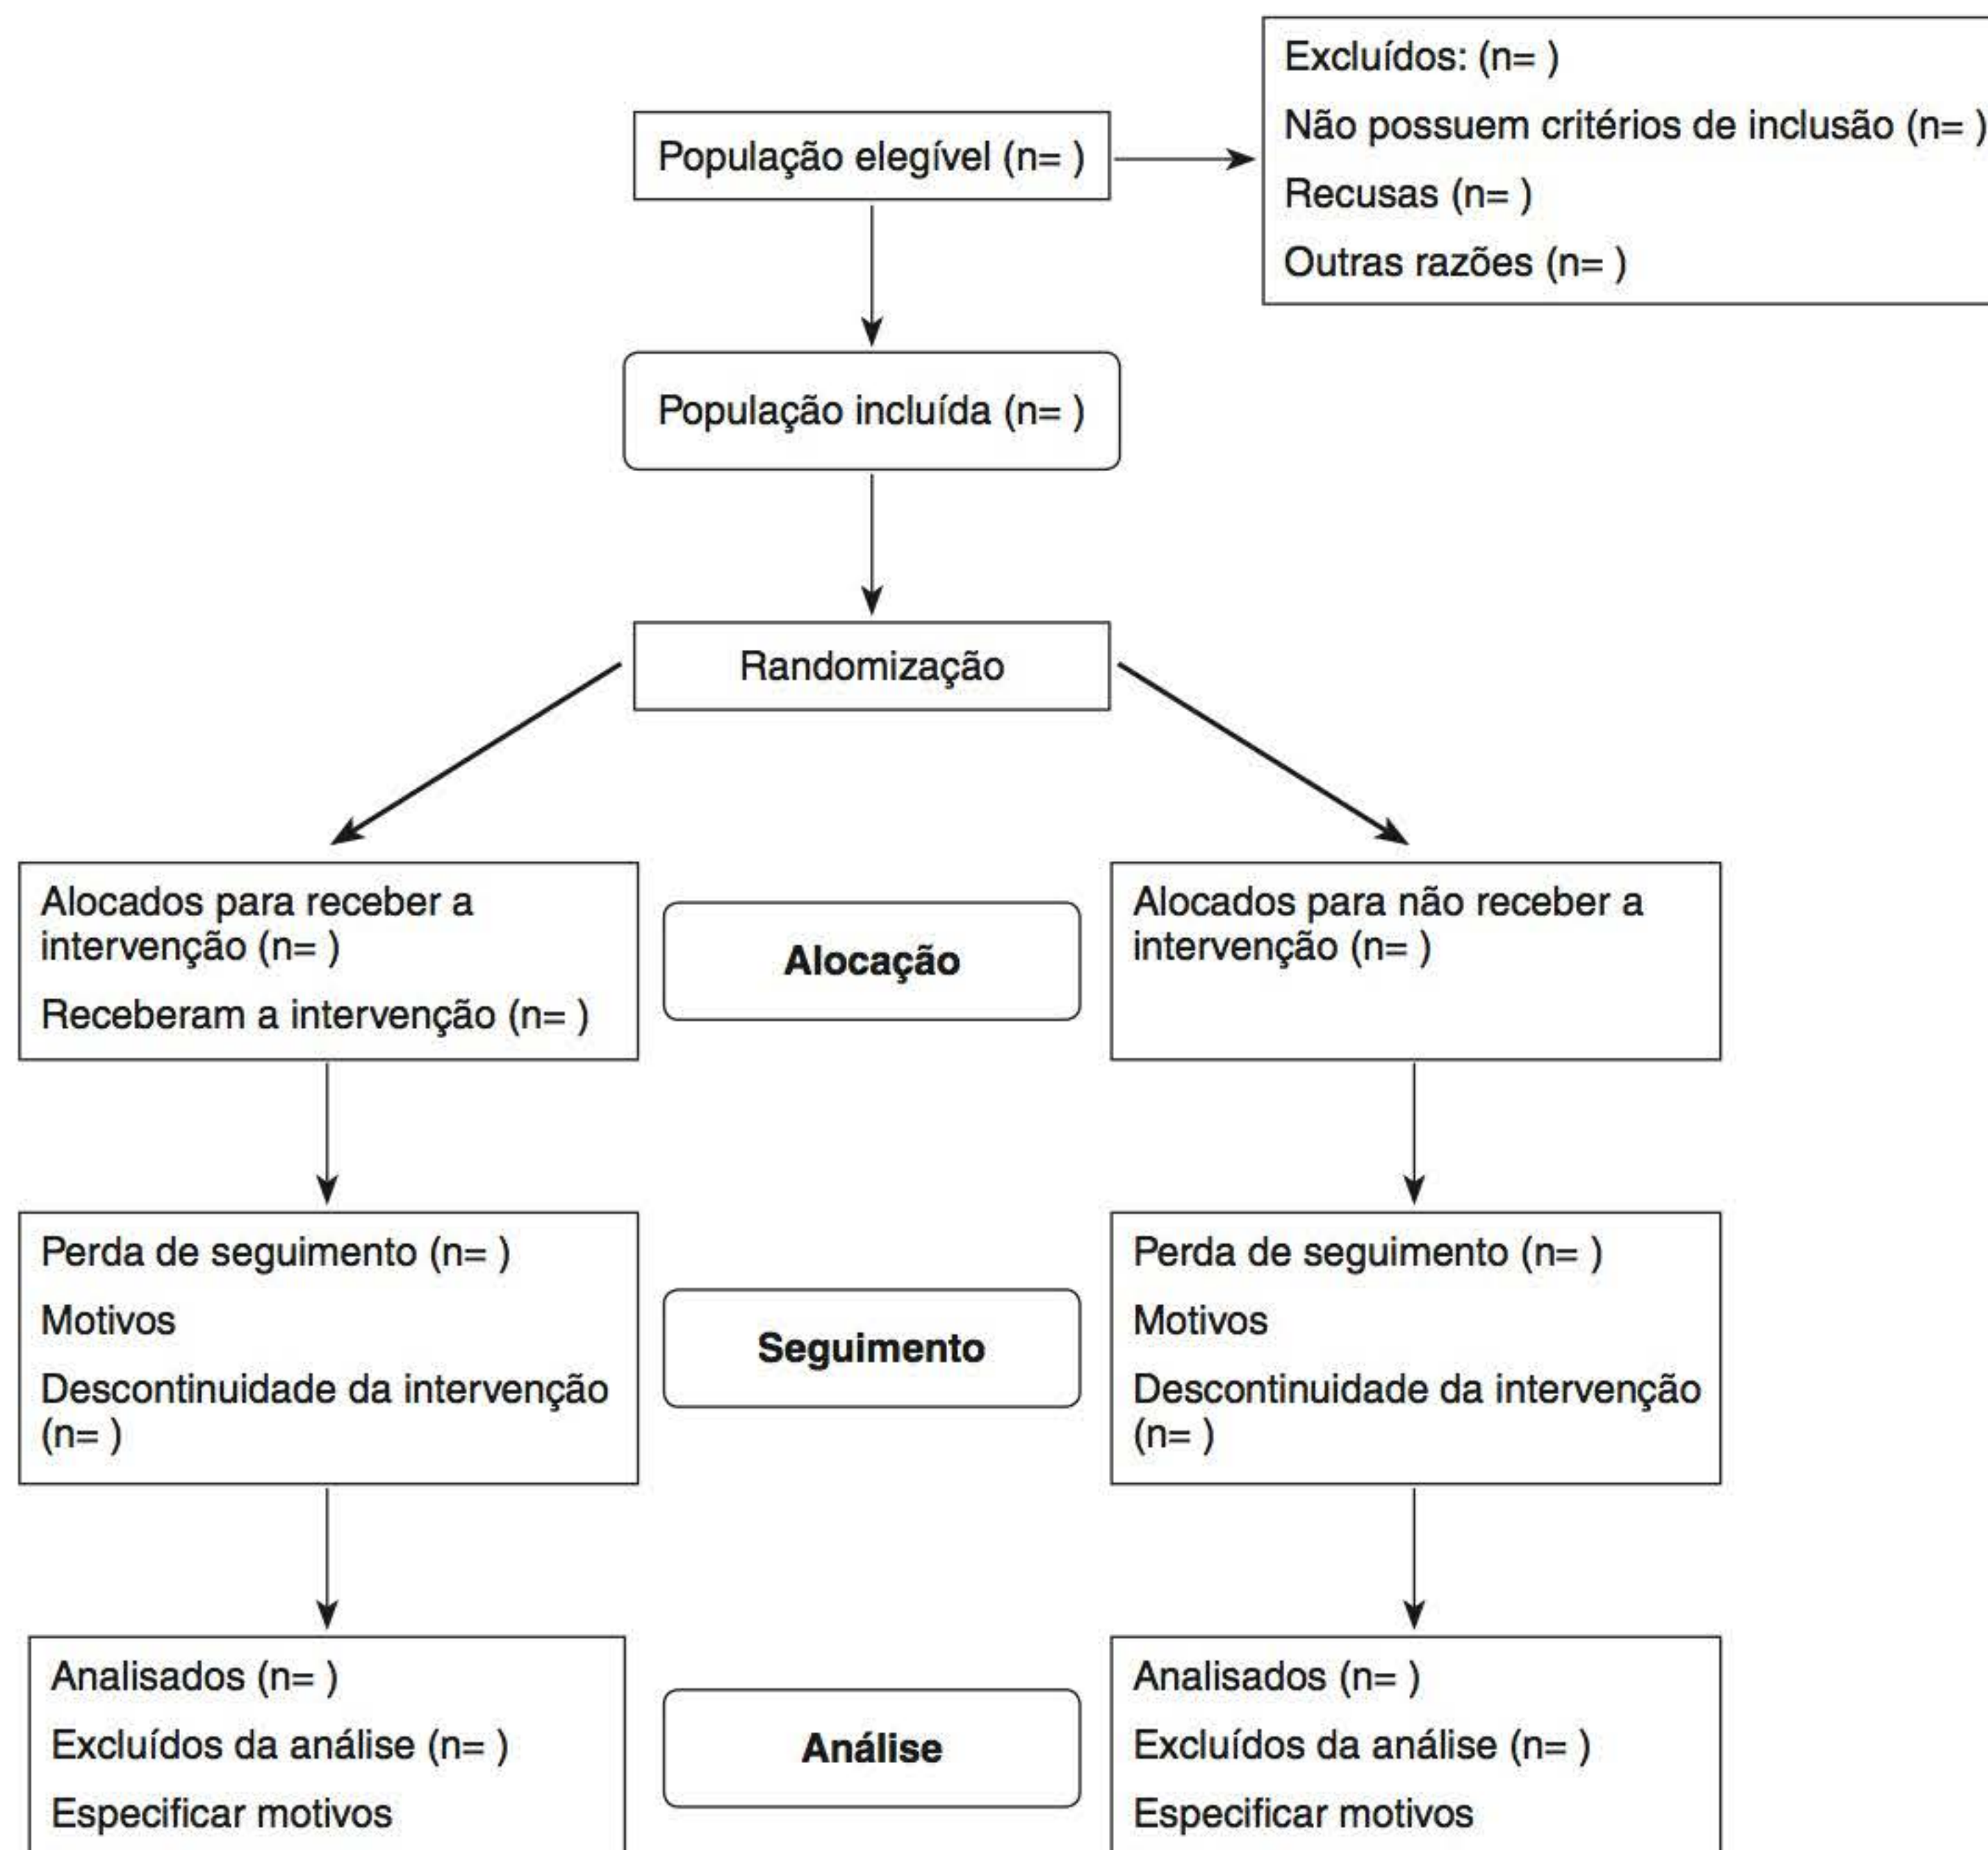 Excluídos: (n= )
Não possuem critérios de inclusão (n= )
Recusas (n= )
Outras razões (n= )
População elegível (n= )
População incluída (n= )
Randomização
Alocados para receber a
intervenção (n= )
Receberam a intervenção (n= )
Alocação
Alocados para não receber a
intervenção (n= )
Perda de seguimento (n= )
Motivos
Descontinuidade da intervenção
(n= )
Seguimento
Perda de seguimento (n= )
Motivos
Descontinuidade da intervenção
(n= )
Analisados (n= )
Excluídos da análise (n= )
Especificar motivos
Análise
Analisados (n= )
Excluídos da análise (n= )
Especificar motivos